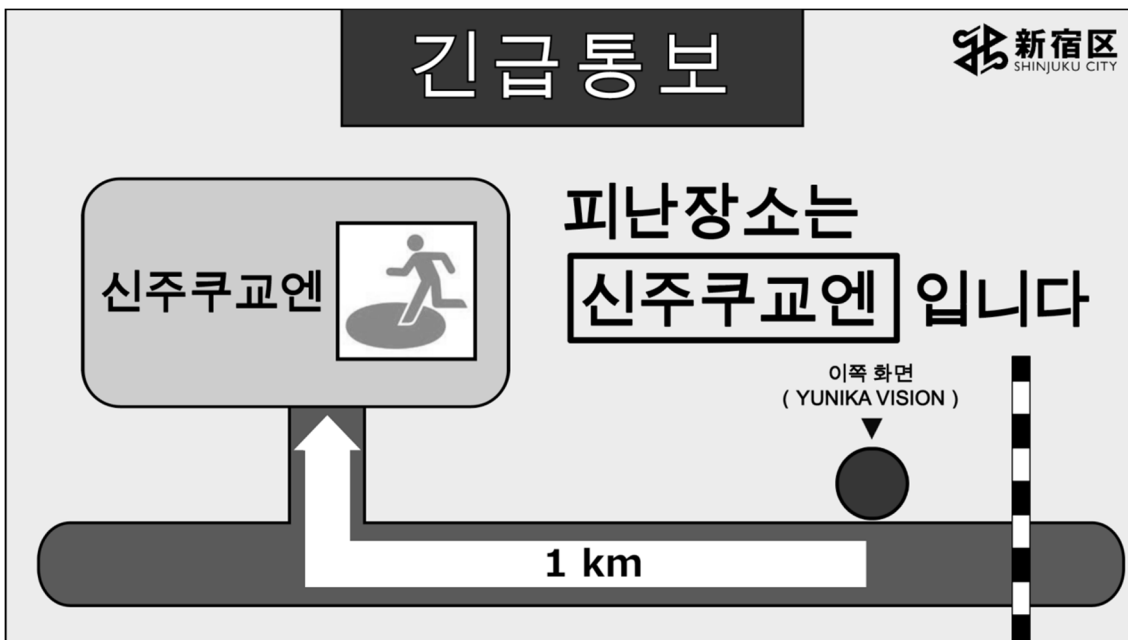 긴급통보
新宿区
SHINJUKU CITY
신주쿠교엔
피난장소는
신주쿠교엔 입니다
이쪽 화면
( YUNIKA VISION )
1 km